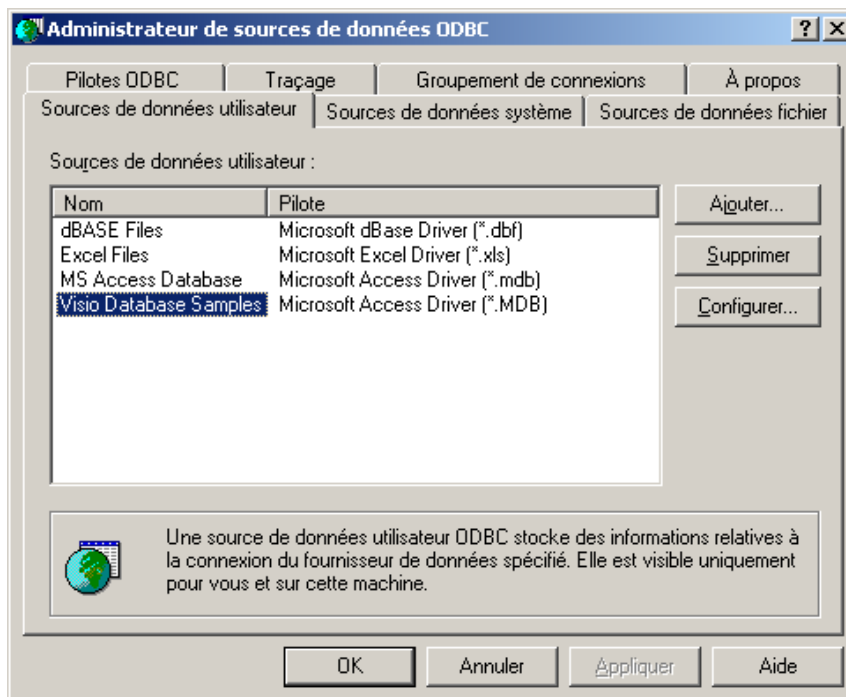 Administrateur de sources de données ODBC
Pilotes ODBC Traçage Groupement de connexions À propos
Sources de données utilisateur Sources de données système Sources de données fichier
Sources de données utilisateur :
Nom Pilote
dBASE Files Microsoft dBase Driver (*.dbf)
Excel Files Microsoft Excel Driver (*.xls)
MS Access Database Microsoft Access Driver (*.mdb)
Visio Database Samples Microsoft Access Driver (*.MDB)
Ajouter...
Supprimer
Configurer...
Une source de données utilisateur ODBC stocke des informations relatives à
la connexion du fournisseur de données spécifié. Elle est visible uniquement
pour vous et sur cette machine.
OK Annuler Appliquer Aide